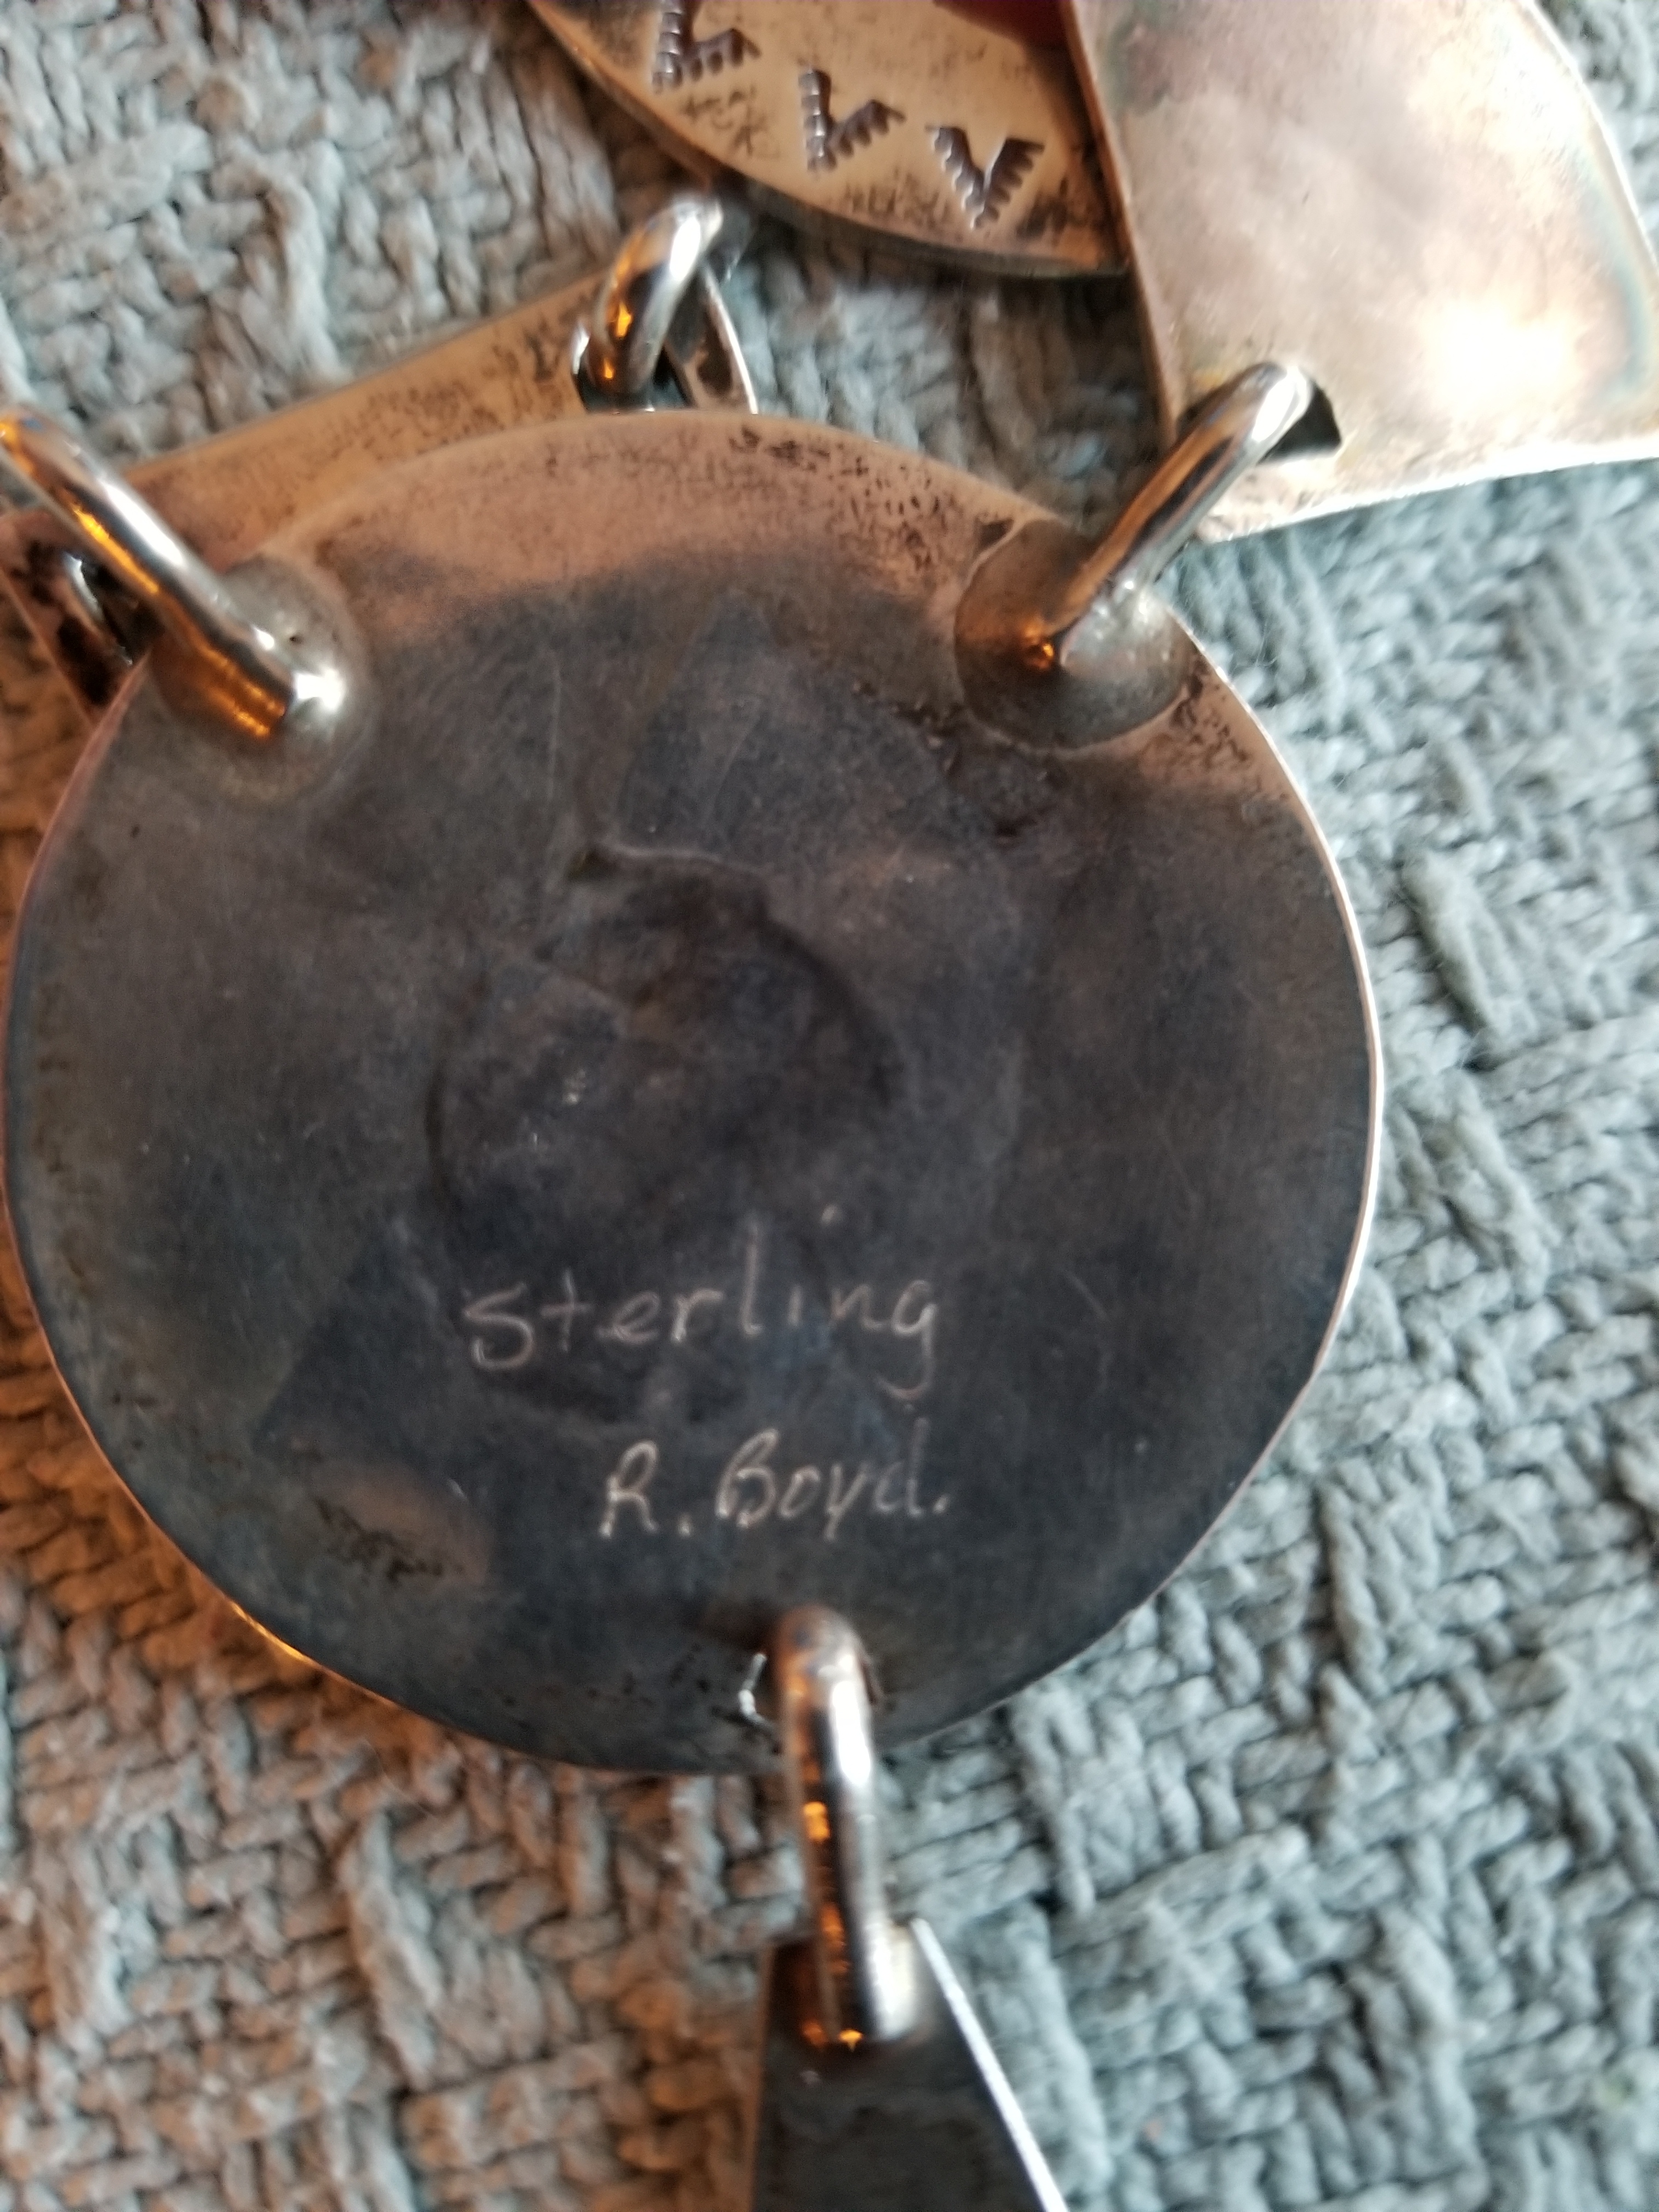 Sterling
R. Boyd.